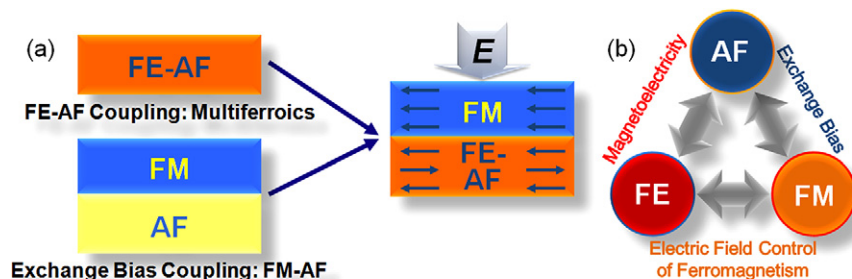 (a)
FE-AF
FE-AF Coupling: Multiferroics
FM
AF
Exchange Bias Coupling: FM-AF
E
FM
FE-
AF
(b)
AF
Magnetoelectricity
Exchange Bias
FE
FM
Electric Field Control
of Ferromagnetism